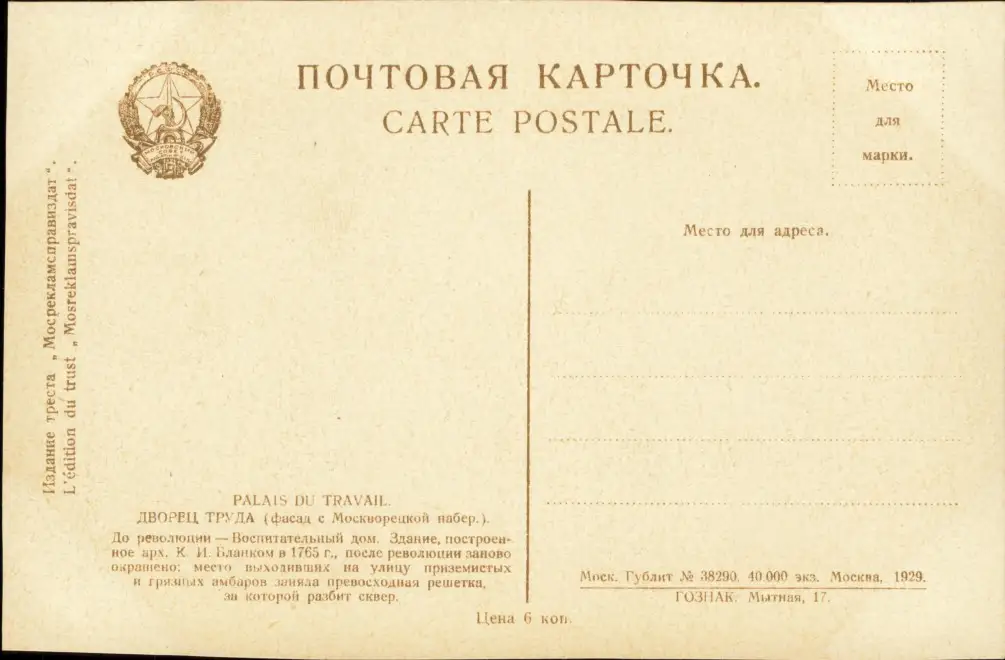 ПОЧТОВАЯ КАРТОЧКА.
CARTE POSTALE.
Место
для
марки.
Место для адреса.
Издание треста „Мосрекламсправиздат“.
L'édition du trust „Mosreklamspravisdat“.
PALAIS DU TRAVAIL.
ДВОРЕЦ ТРУДА (фасад с Москворецкой набер.).
До революции — Воспитательный дом. Здание, построен-
ное арх. К. И. Бланком в 1765 г., после революции заново
окрашено; место выходивших на улицу приземистых
и грязных амбаров заняла превосходная решетка,
за которой разбит сквер.
Моск. Гублит № 38290. 40.000 экз. Москва, 1929.
ГОЗНАК. Мытная, 17.
Цена 6 коп.